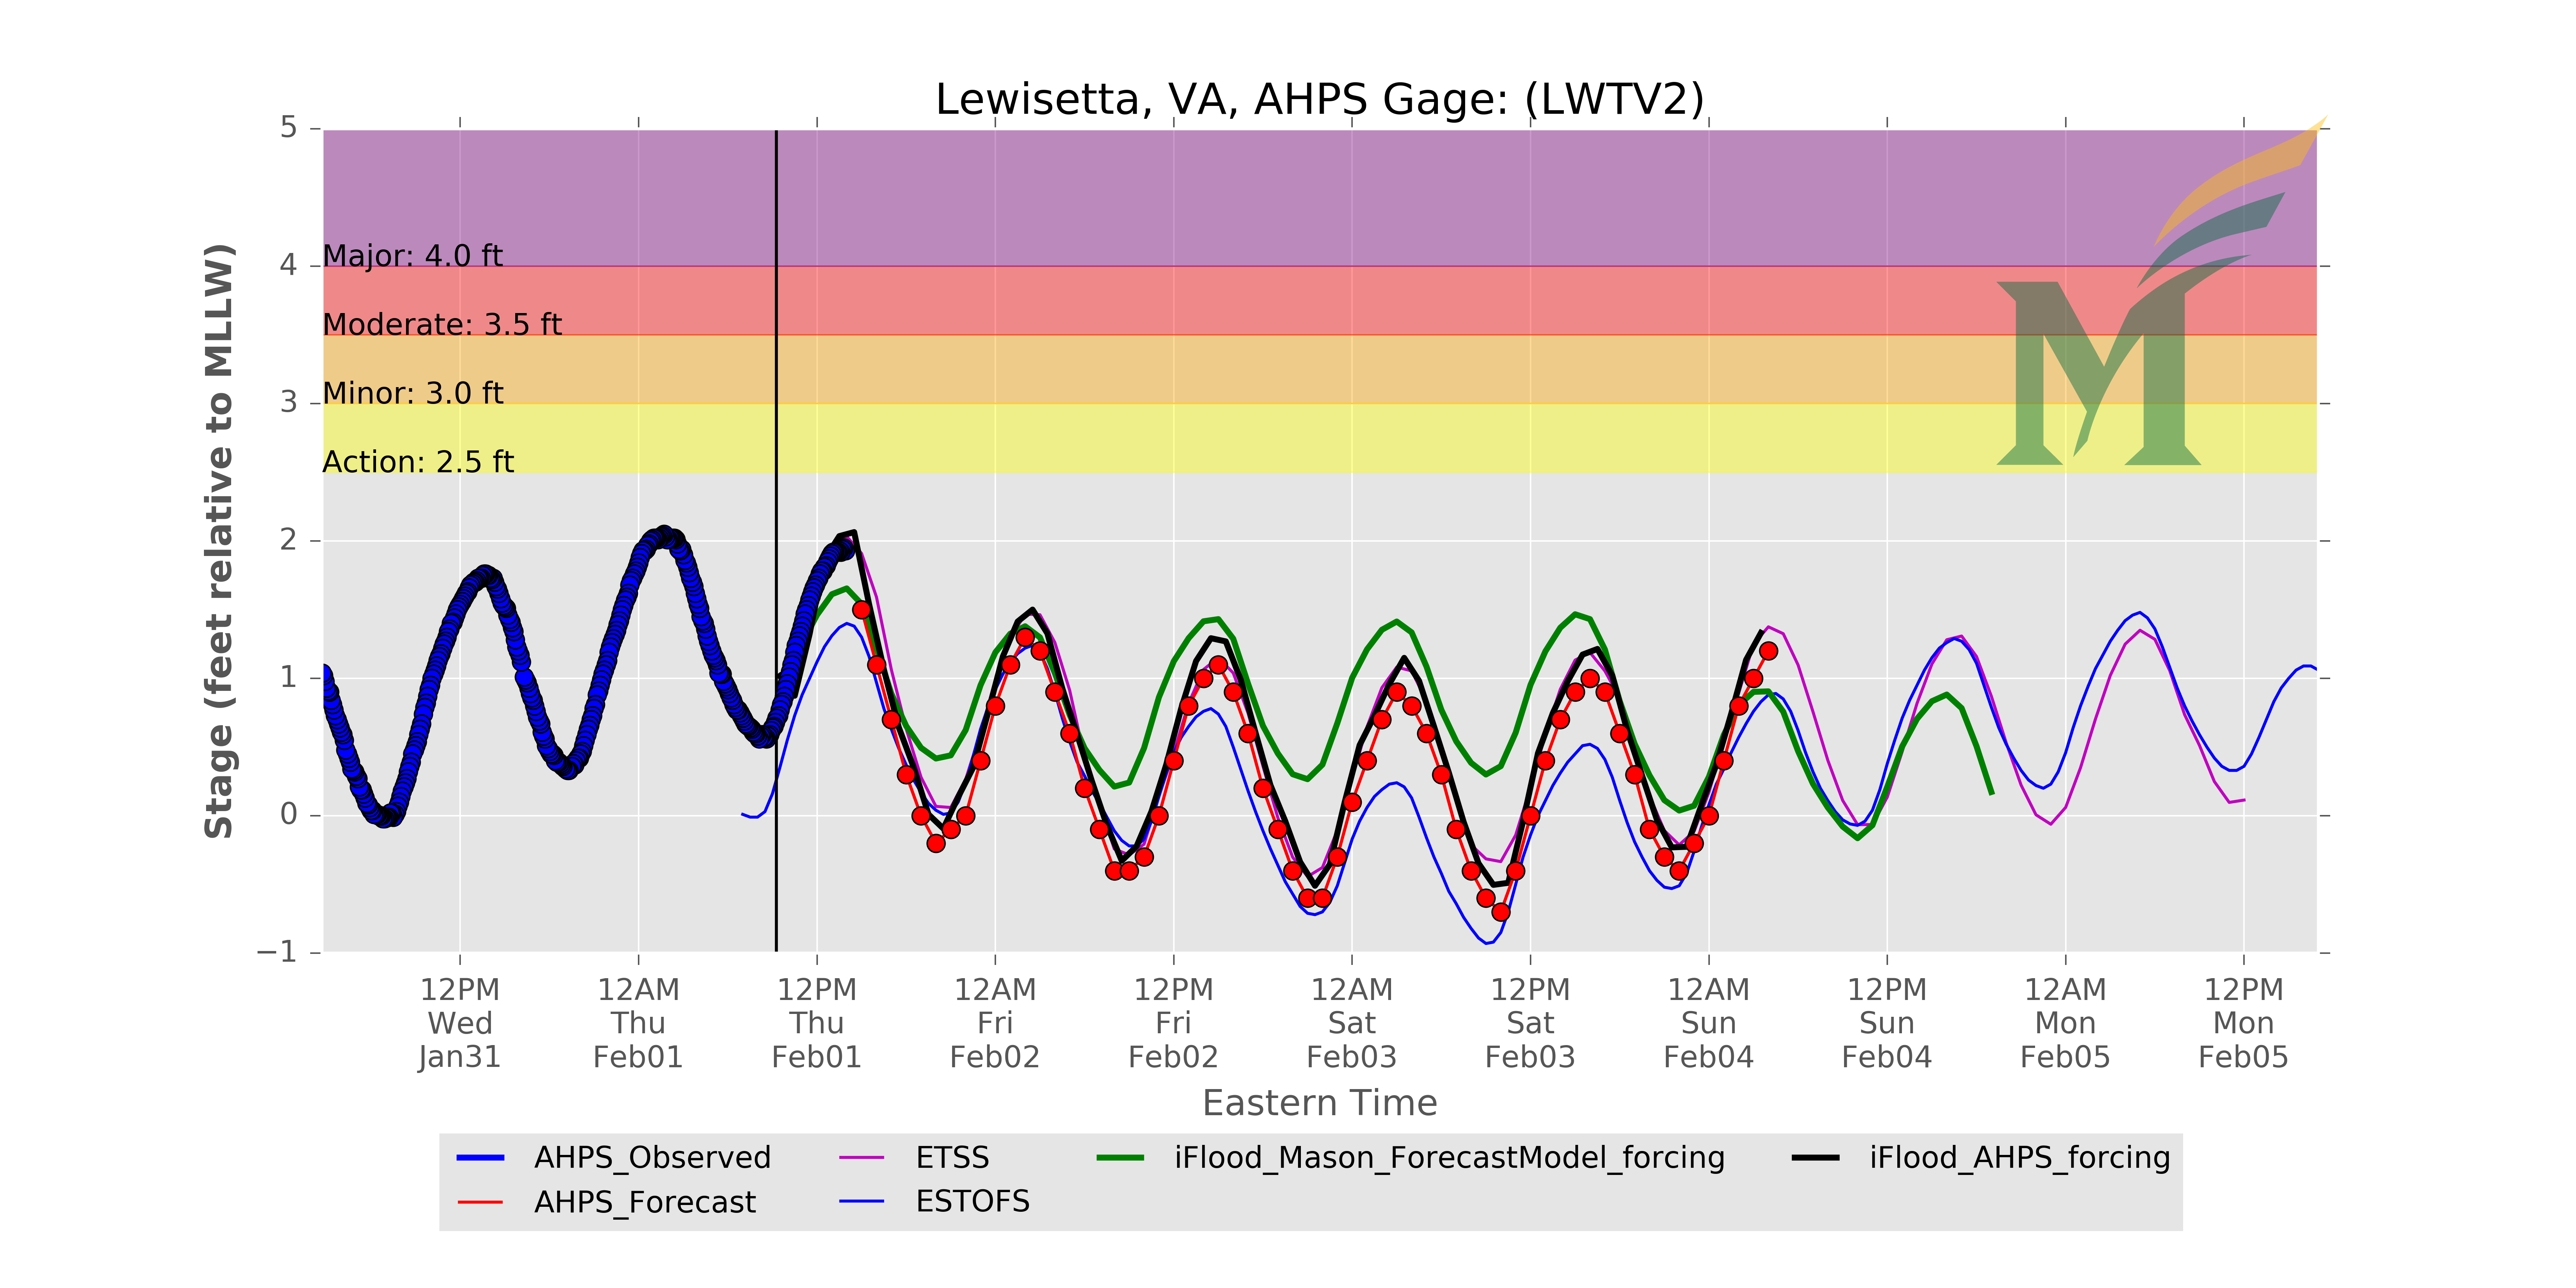 Lewisetta, VA, AHPS Gage: (LWTV2)
Stage (feet relative to MLLW)
5
4
3
2
1
0
−1
Major: 4.0 ft
Moderate: 3.5 ft
Minor: 3.0 ft
Action: 2.5 ft
12PM 12AM 12PM 12AM 12PM 12AM 12PM 12AM 12PM 12AM 12PM
Wed Thu Thu Fri Fri Sat Sat Sun Sun Mon Mon
Jan31 Feb01 Feb01 Feb02 Feb02 Feb03 Feb03 Feb04 Feb04 Feb05 Feb05
Eastern Time
AHPS_Observed ETSS iFlood_Mason_ForecastModel_forcing iFlood_AHPS_forcing
AHPS_Forecast ESTOFS
M